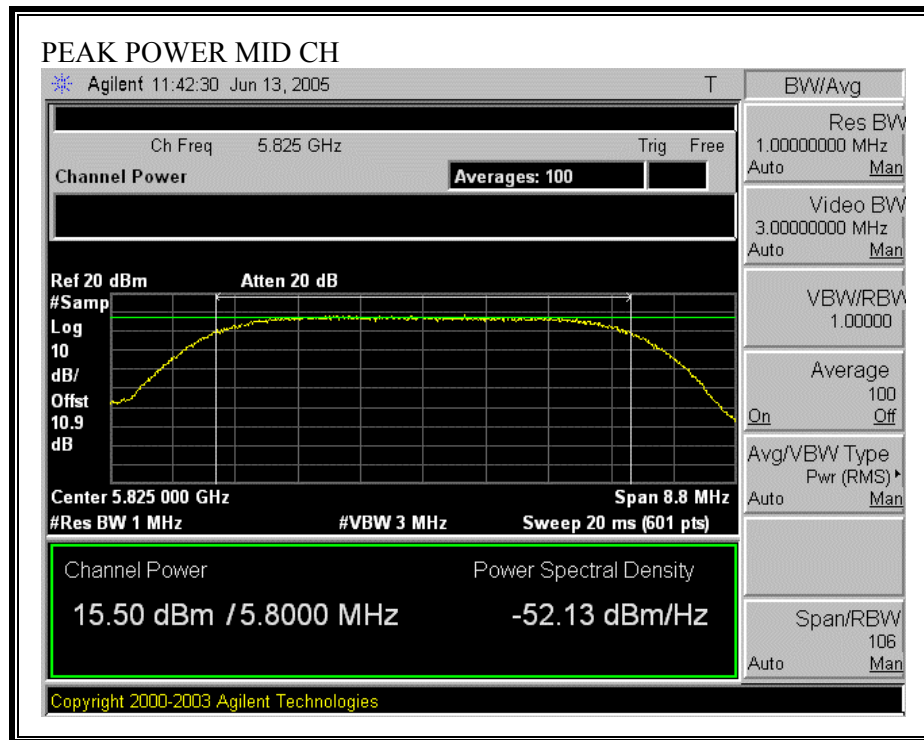 PEAK POWER MID CH
Agilent 11:42:30 Jun 13, 2005 T
BW/Avg
Ch Freq 5.825 GHz Trig Free
Channel Power Averages: 100
Res BW
1.00000000 MHz
Auto Man
Video BW
3.00000000 MHz
Auto Man
VBW/RBW
1.00000
Average
100
On Off
Avg/VBW Type
Pwr (RMS)
Auto Man
Span/RBW
106
Auto Man
Ref 20 dBm Atten 20 dB
#Samp
Log
10
dB/
Offst
10.9
dB
Center 5.825 000 GHz Span 8.8 MHz
#Res BW 1 MHz #VBW 3 MHz Sweep 20 ms (601 pts)
Channel Power Power Spectral Density
15.50 dBm / 5.8000 MHz -52.13 dBm/Hz
Copyright 2000-2003 Agilent Technologies